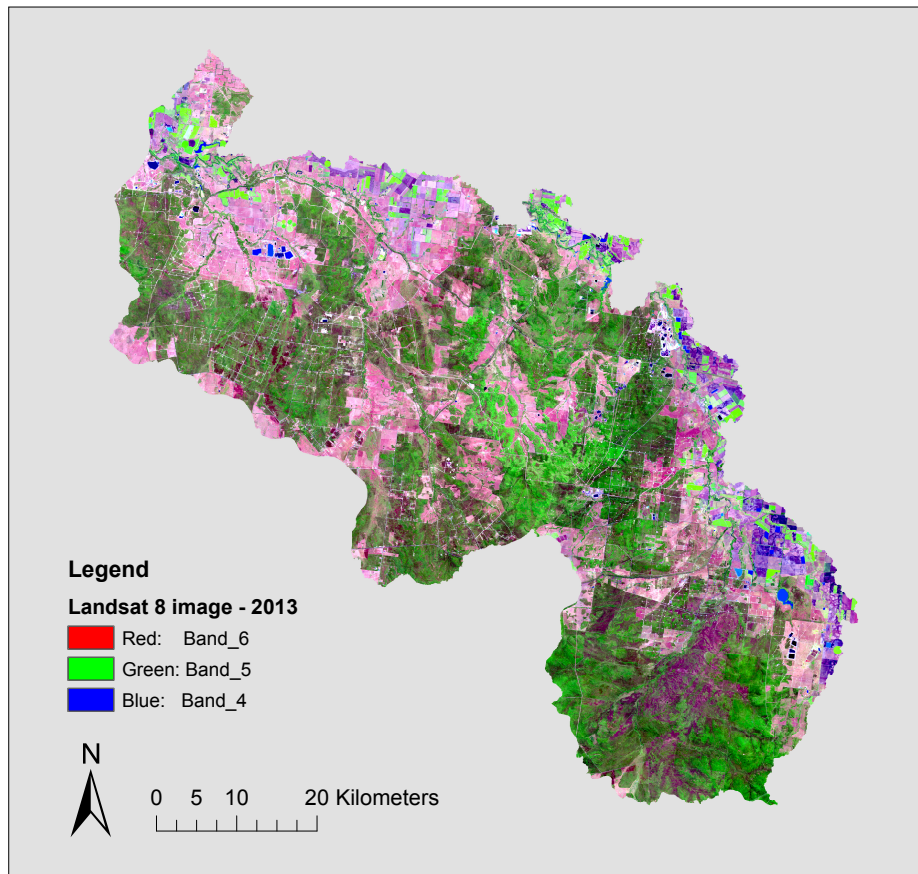 Legend
Landsat 8 image - 2013
Red: Band_6
Green: Band_5
Blue: Band_4
N
0 5 10 20 Kilometers